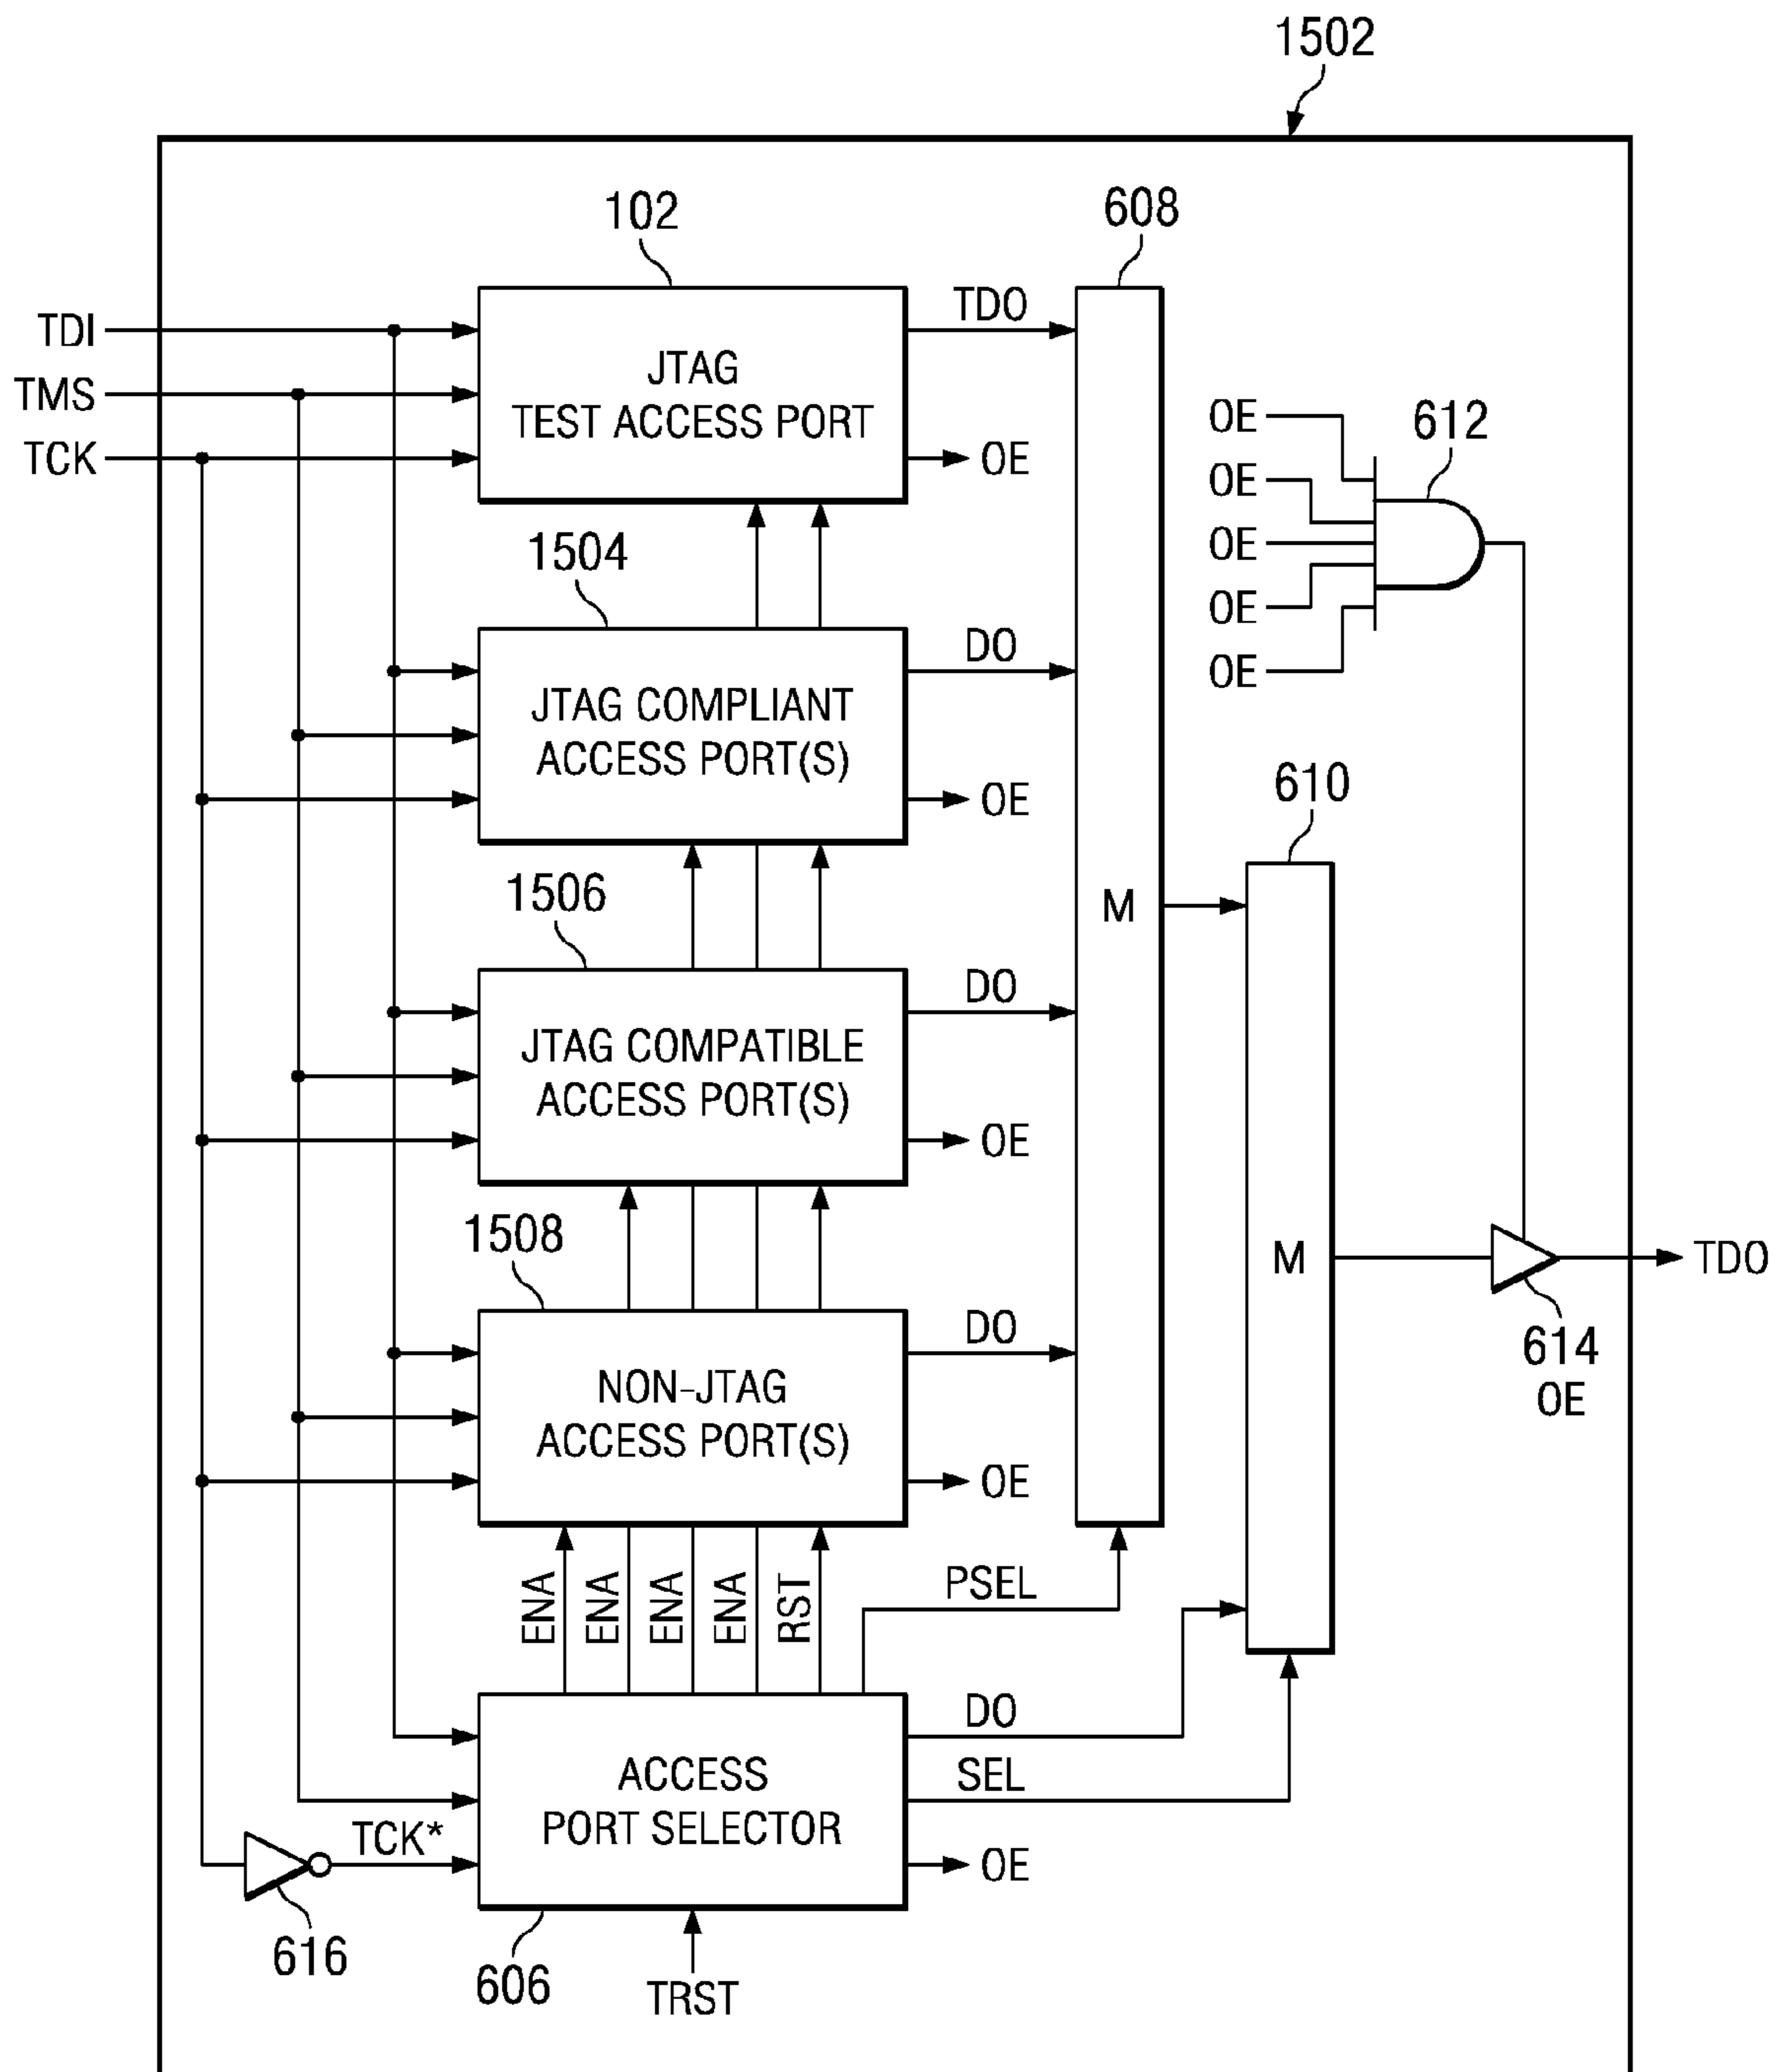 1502
102
608
TDI
TDO
TMS
JTAG
TEST ACCESS PORT
TCK
OE
OE
612
OE
OE
OE
OE
1504
DO
JTAG COMPLIANT
ACCESS PORT(S)
OE
610
1506
M
DO
JTAG COMPATIBLE
ACCESS PORT(S)
OE
1508
M
TDO
DO
614
OE
NON-JTAG
ACCESS PORT(S)
OE
ENA
ENA
ENA
ENA
RST
PSEL
DO
SEL
ACCESS
PORT SELECTOR
TCK*
OE
616
606
TRST